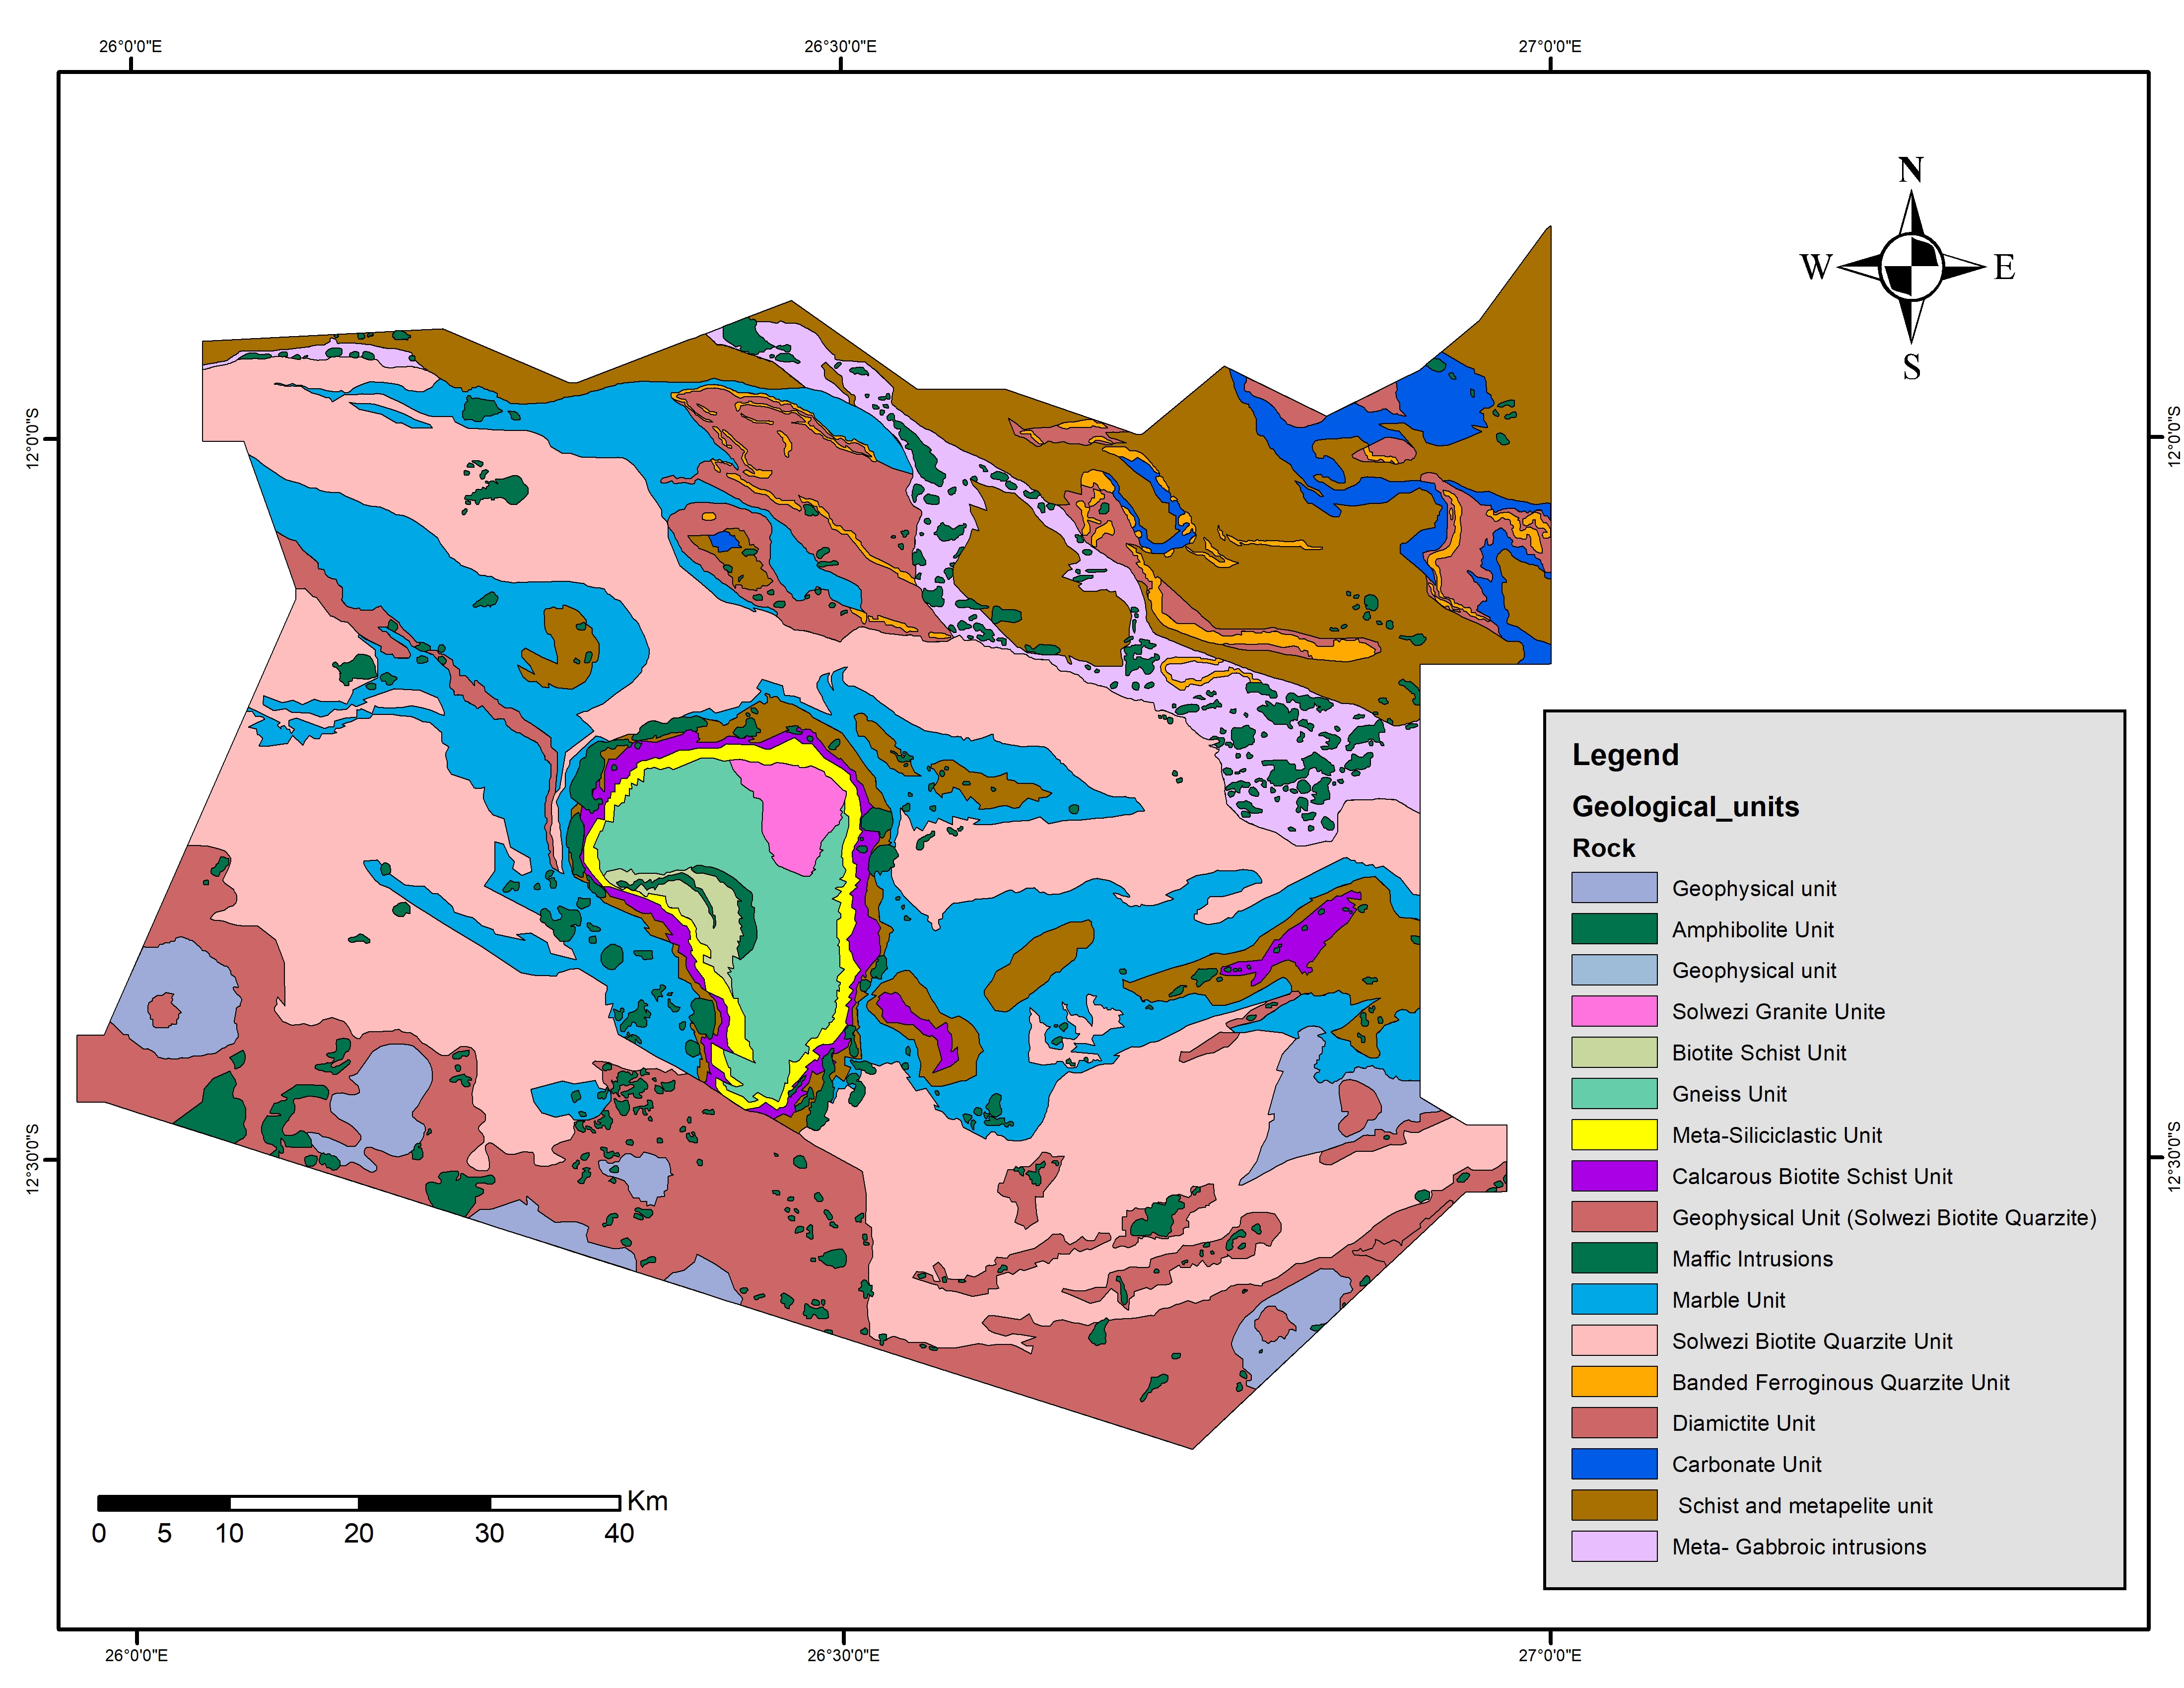 26°0'0"E
26°30'0"E
27°0'0"E
N
W
E
S
12°0'0"S
12°0'0"S
Legend
Geological_units
Rock
Geophysical unit
Amphibolite Unit
Geophysical unit
Solwezi Granite Unite
Biotite Schist Unit
Gneiss Unit
Meta-Siliciclastic Unit
Calcarous Biotite Schist Unit
Geophysical Unit (Solwezi Biotite Quarzite)
Maffic Intrusions
Marble Unit
Solwezi Biotite Quarzite Unit
Banded Ferroginous Quarzite Unit
Diamictite Unit
Carbonate Unit
Schist and metapelite unit
Meta- Gabbroic intrusions
12°30'0"S
12°30'0"S
Km
0 5 10 20 30 40
26°0'0"E
26°30'0"E
27°0'0"E